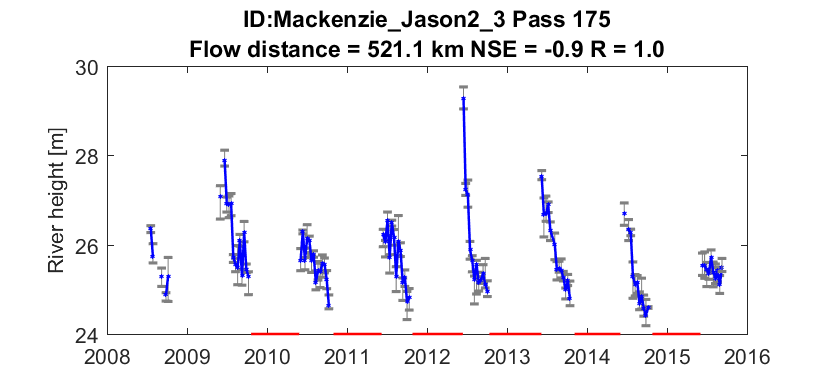 ID:Mackenzie_Jason2_3 Pass 175
Flow distance = 521.1 km NSE = -0.9 R = 1.0
River height [m]
30
28
26
24
2008 2009 2010 2011 2012 2013 2014 2015 2016